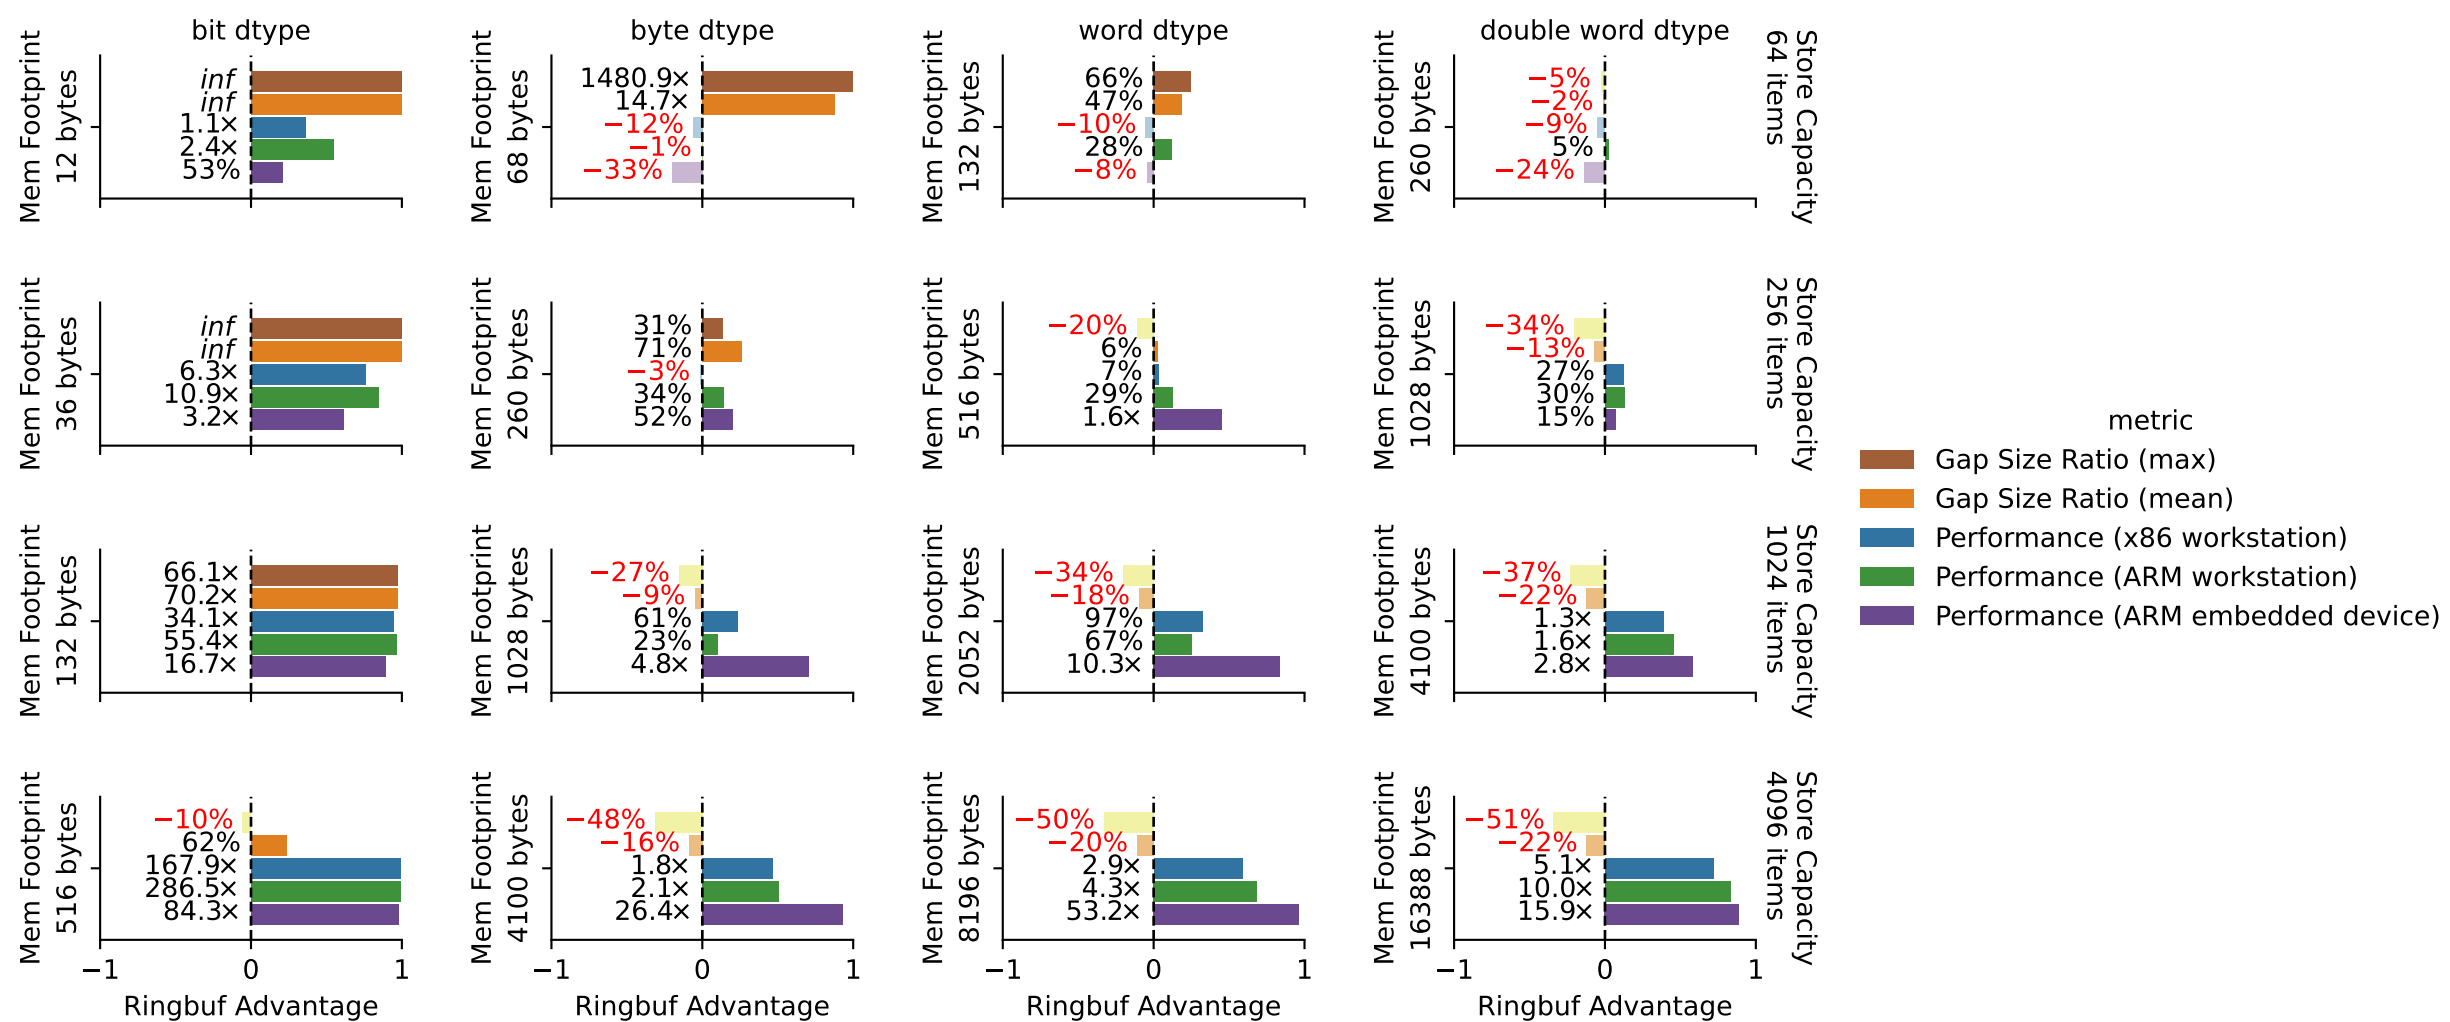 bit dtype
byte dtype
word dtype
double word dtype
Mem Footprint
12 bytes
inf
inf
1.1×
2.4×
53%
Mem Footprint
68 bytes
1480.9×
14.7×
−12%
−1%
−33%
Mem Footprint
132 bytes
66%
47%
−10%
28%
−8%
Mem Footprint
260 bytes
−5%
−2%
−9%
5%
−24%
Store Capacity
64 items
Mem Footprint
36 bytes
inf
inf
6.3×
10.9×
3.2×
Mem Footprint
260 bytes
31%
71%
−3%
34%
52%
Mem Footprint
516 bytes
−20%
6%
7%
29%
1.6×
Mem Footprint
1028 bytes
−34%
−13%
27%
30%
15%
Store Capacity
256 items
Mem Footprint
132 bytes
66.1×
70.2×
34.1×
55.4×
16.7×
Mem Footprint
1028 bytes
−27%
−9%
61%
23%
4.8×
Mem Footprint
2052 bytes
−34%
−18%
97%
67%
10.3×
Mem Footprint
4100 bytes
−37%
−22%
1.3×
1.6×
2.8×
Store Capacity
1024 items
Mem Footprint
516 bytes
−10%
62%
167.9×
286.5×
84.3×
Mem Footprint
4100 bytes
−48%
−16%
1.8×
2.1×
26.4×
Mem Footprint
8196 bytes
−50%
−20%
2.9×
4.3×
53.2×
Mem Footprint
16388 bytes
−51%
−22%
5.1×
10.0×
15.9×
Store Capacity
4096 items
−1 0 1
−1 0 1
−1 0 1
−1 0 1
Ringbuf Advantage
Ringbuf Advantage
Ringbuf Advantage
Ringbuf Advantage
metric
Gap Size Ratio (max)
Gap Size Ratio (mean)
Performance (x86 workstation)
Performance (ARM workstation)
Performance (ARM embedded device)